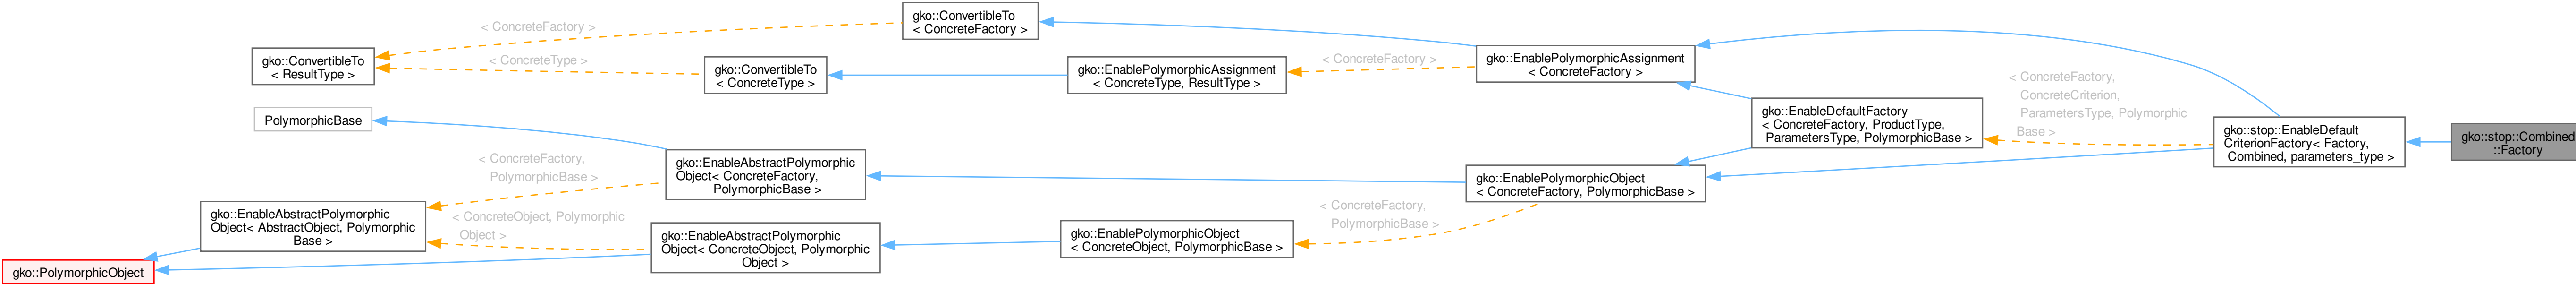 gko::ConvertibleTo
< ConcreteFactory >
< ConcreteFactory >
gko::ConvertibleTo
< ResultType >
< ConcreteType >
gko::ConvertibleTo
< ConcreteType >
gko::EnablePolymorphicAssignment
< ConcreteType, ResultType >
< ConcreteFactory >
gko::EnablePolymorphicAssignment
< ConcreteFactory >
PolymorphicBase
gko::EnableDefaultFactory
< ConcreteFactory, ProductType,
ParametersType, PolymorphicBase >
< ConcreteFactory,
ConcreteCriterion,
ParametersType, Polymorphic
Base >
gko::stop::EnableDefault
CriterionFactory< Factory,
Combined, parameters_type >
gko::stop::Combined
::Factory
< ConcreteFactory,
PolymorphicBase >
gko::EnableAbstractPolymorphic
Object< ConcreteFactory,
PolymorphicBase >
gko::EnablePolymorphicObject
< ConcreteFactory, PolymorphicBase >
gko::EnableAbstractPolymorphic
Object< AbstractObject, Polymorphic
Base >
< ConcreteObject, Polymorphic
Object >
gko::EnableAbstractPolymorphic
Object< ConcreteObject, Polymorphic
Object >
gko::EnablePolymorphicObject
< ConcreteObject, PolymorphicBase >
< ConcreteFactory,
PolymorphicBase >
gko::PolymorphicObject